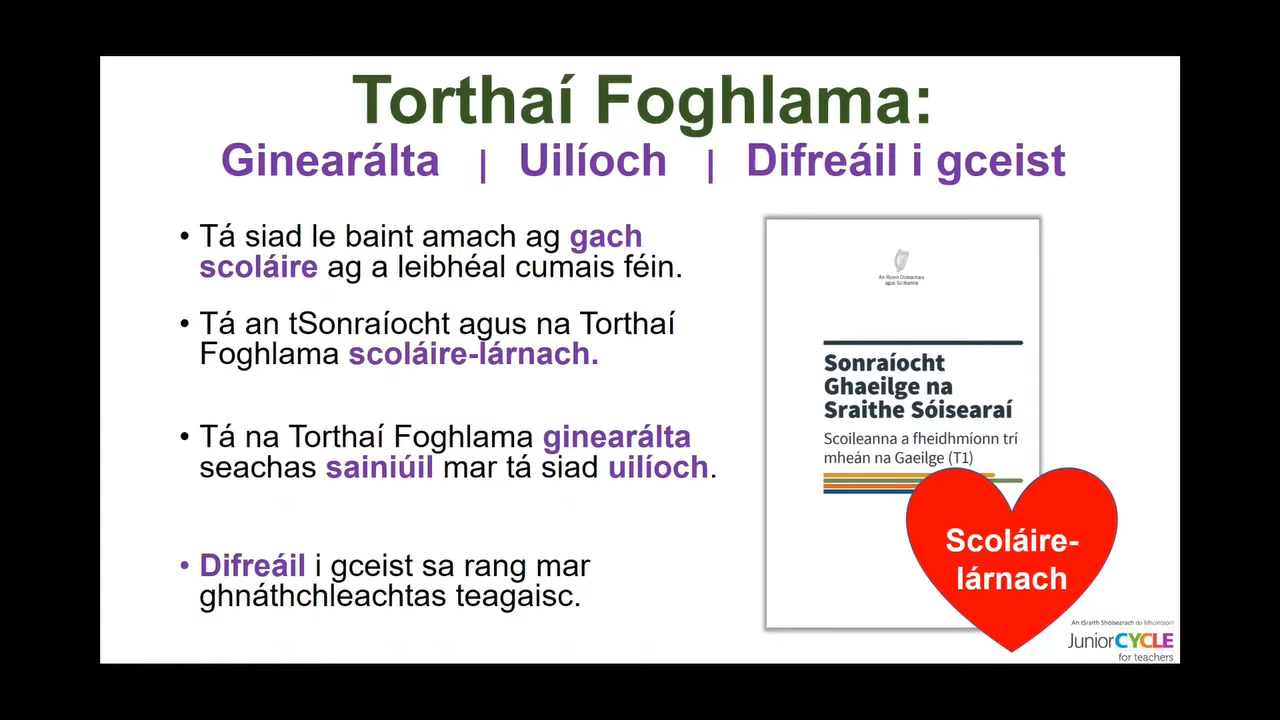 Torthaí Foghlama:
Ginearálta | Uilíoch | Difreáil i gceist
• Tá siad le baint amach ag gach
scoláire ag a leibhéal cumais féin.
• Tá an tSonraíocht agus na Torthaí
Foghlama scoláire-lárnach.
• Tá na Torthaí Foghlama ginearálta
seachas sainiúil mar tá siad uilíoch.
• Difreáil i gceist sa rang mar
ghnáthchleachtas teagaisc.
An Roinn Oideachais
agus Scileanna
Sonraíocht
Ghaeilge na
Sraithe Sóisearaí
Scoileanna a fheidhmíonn trí
mheán na Gaeilge (T1)
Scoláire-
lárnach
An tSraith Shóisearach do Mhúinteoirí
JuniorCYCLE
for teachers